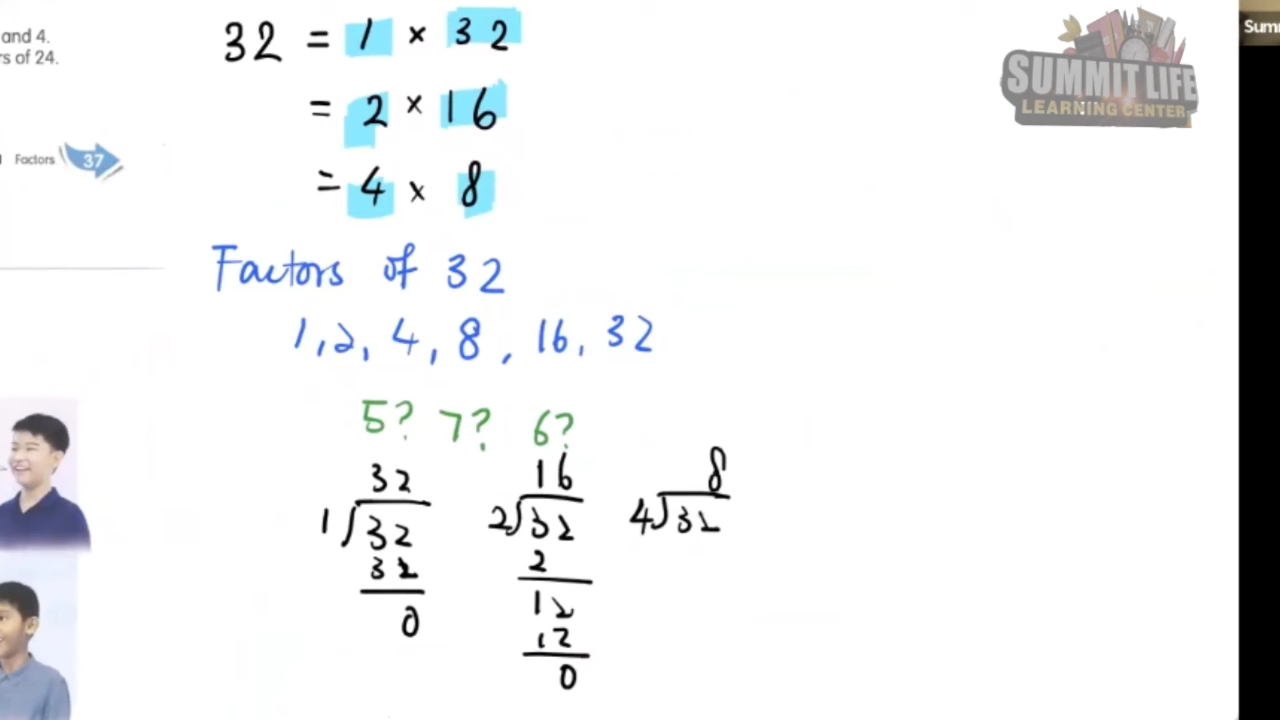 and 4.
rs of 24.
Factors 37
32 = 1 × 32
= 2 × 16
= 4 × 8
Factors of 32
1, 2, 4, 8, 16, 32
5? 7? 6?
32
1 32
32
0
16
2 32
2
12
12
0
8
4 32
SUMMIT LIFE
LEARNING CENTER
Sum